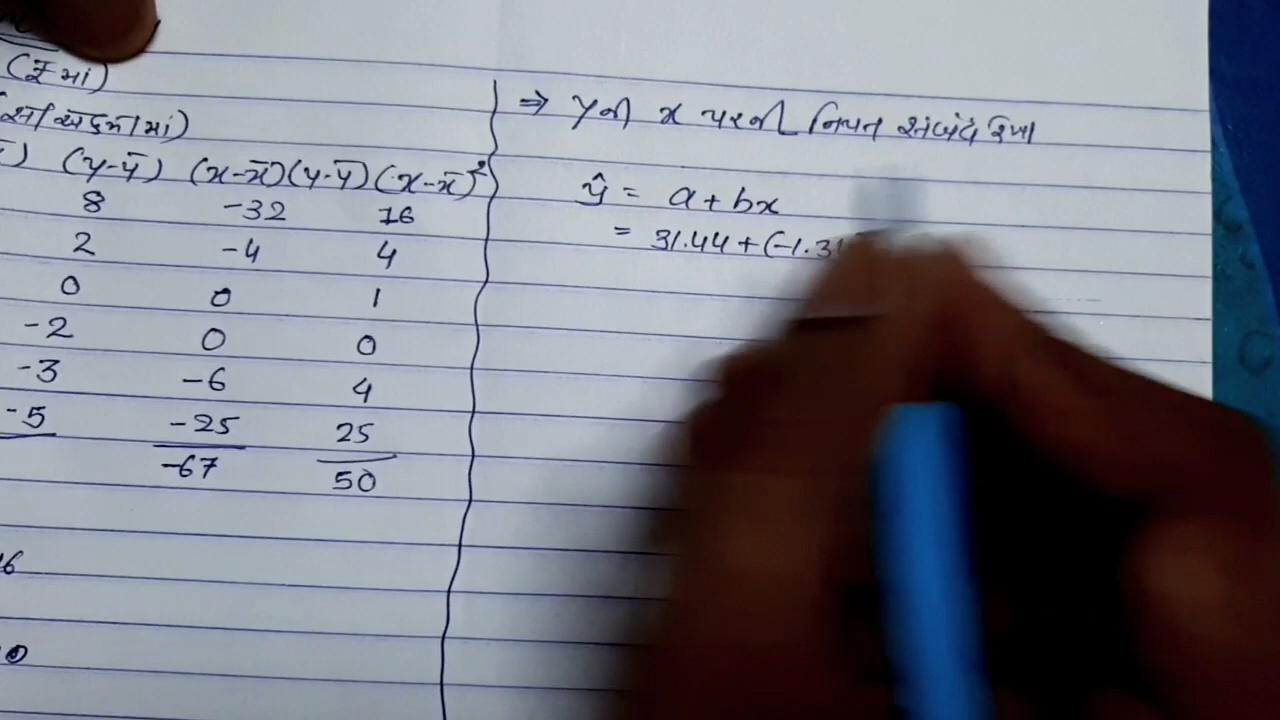 (₹માં)
(y-ȳ) (x-x̄)(y-ȳ) (x-x̄)²
8 -32 16
2 -4 4
0 0 1
-2 0 0
-3 -6 4
-5 -25 25
-67 50
⇒ yની x પરની નિયત સંબંધ રેખા
ŷ = a+bx
= 31.44+(-1.3